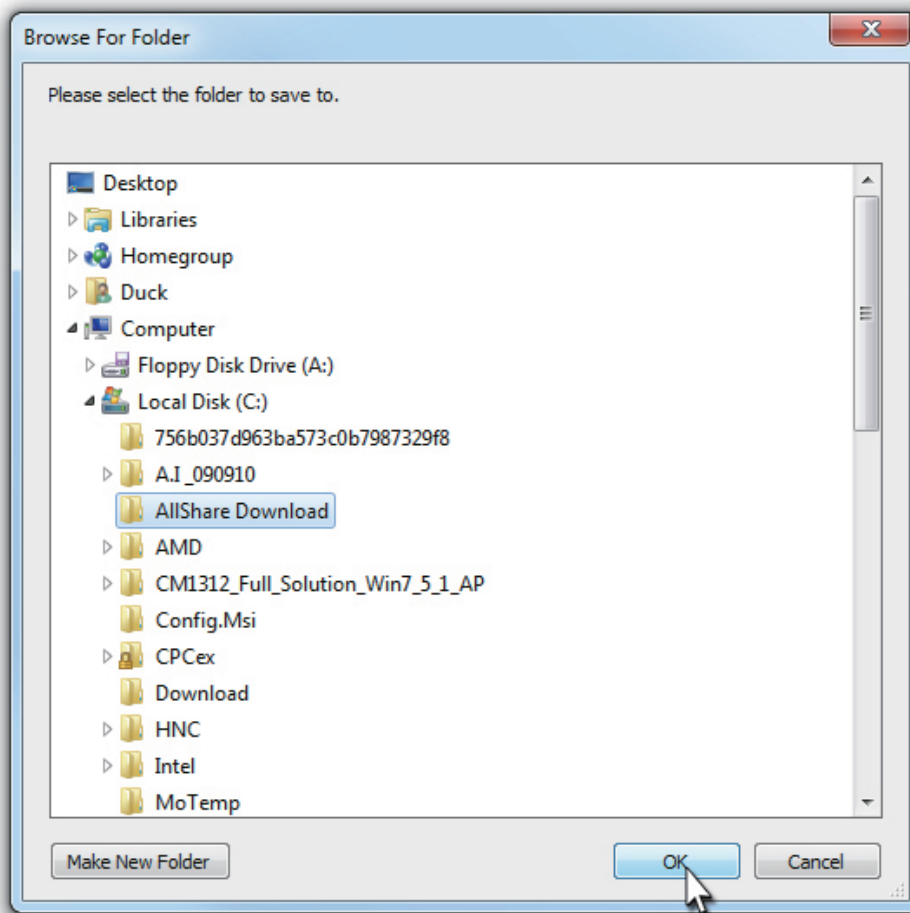 Browse For Folder
Please select the folder to save to.
Desktop
Libraries
Homegroup
Duck
Computer
Floppy Disk Drive (A:)
Local Disk (C:)
756b037d963ba573c0b7987329f8
A.I _090910
AllShare Download
AMD
CM1312_Full_Solution_Win7_5_1_AP
Config.Msi
CPCex
Download
HNC
Intel
MoTemp
Make New Folder OK Cancel